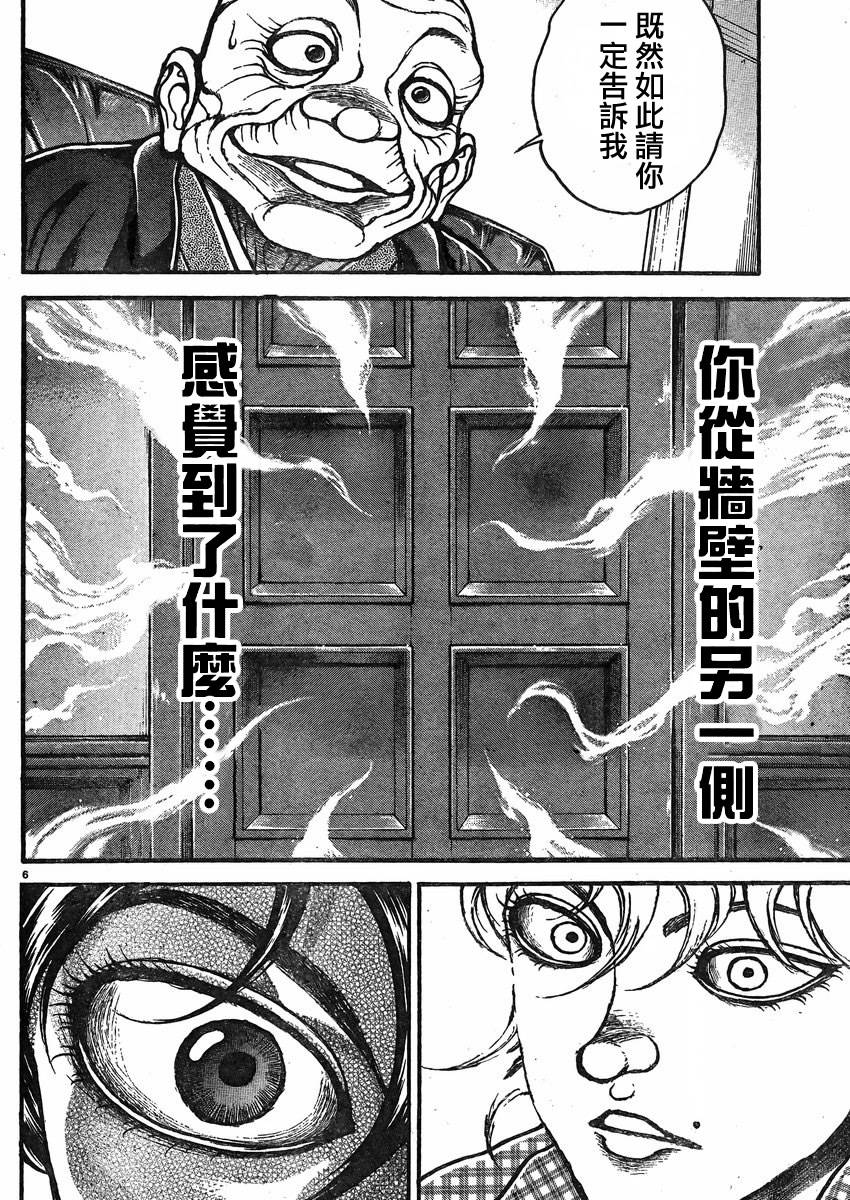 既然如此請你
一定告訴我
你從牆壁的另一側
感覺到了什麼……
6